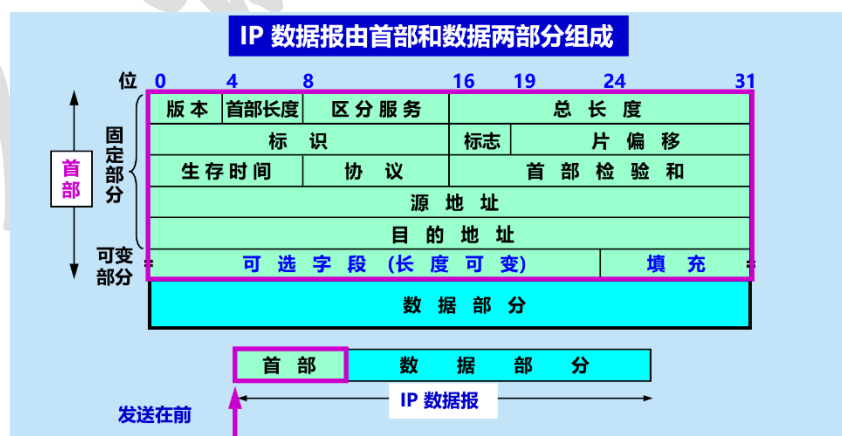 IP 数据报由首部和数据两部分组成
位 0 4 8 16 19 24 31
版本 首部长度 区分服务 总长度
标识 标志 片偏移
生存时间 协议 首部检验和
源地址
目的地址
可选字段 (长度可变) 填充
数据部分
首部
固定部分
可变部分
首部 数据部分
IP 数据报
发送在前